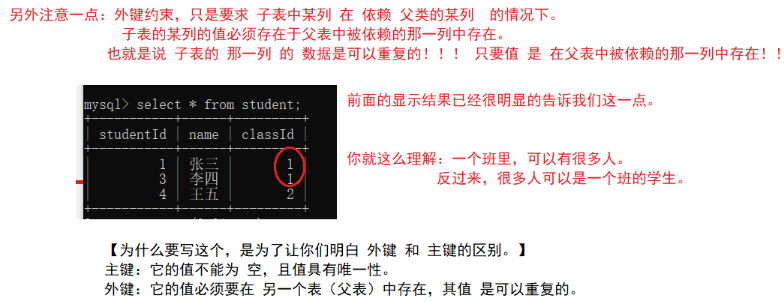 另外注意一点：外键约束，只是要求 子表中某列 在 依赖 父类的某列  的情况下。
子表的某列的值必须存在于父表中被依赖的那一列中存在。
也就是说 子表的 那一列 的 数据是可以重复的！！！ 只要值 是 在父表中被依赖的那一列中存在！！
mysql> select * from student;
前面的显示结果已经很明显的告诉我们这一点。
+-----------+------+---------+
| studentId | name | classId |
+-----------+------+---------+
| 1 | 张三 | 1 |
你就这么理解：一个班里，可以有很多人。
| 3 | 李四 | 1 |
反过来，很多人可以是一个班的学生。
| 4 | 王五 | 2 |
+-----------+------+---------+
【为什么要写这个，是为了让你们明白 外键 和 主键的区别。】
主键：它的值不能为 空，且值具有唯一性。
外键：它的值必须要在 另一个表（父表）中存在，其值 是可以重复的。